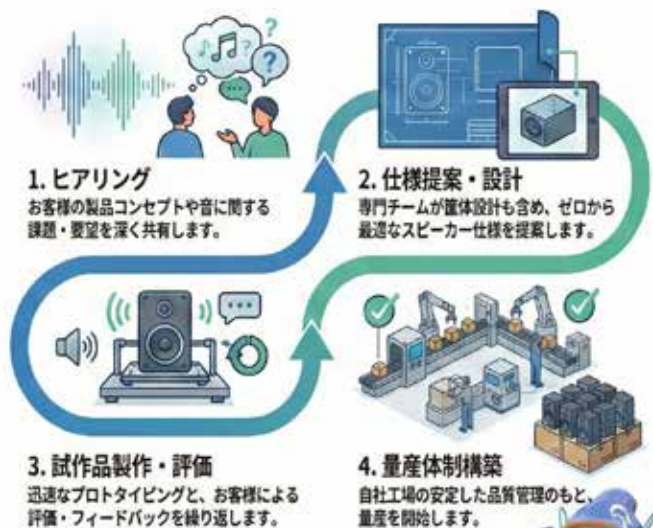 1. ヒアリング
お客様の製品コンセプトや音に関する
課題・要望を深く共有します。
2. 仕様提案・設計
専門チームが筐体設計も含め、ゼロから
最適なスピーカー仕様を提案します。
3. 試作品製作・評価
迅速なプロトタイピングと、お客様による
評価・フィードバックを繰り返します。
4. 量産体制構築
自社工場の安定した品質管理のもと、
量産を開始します。